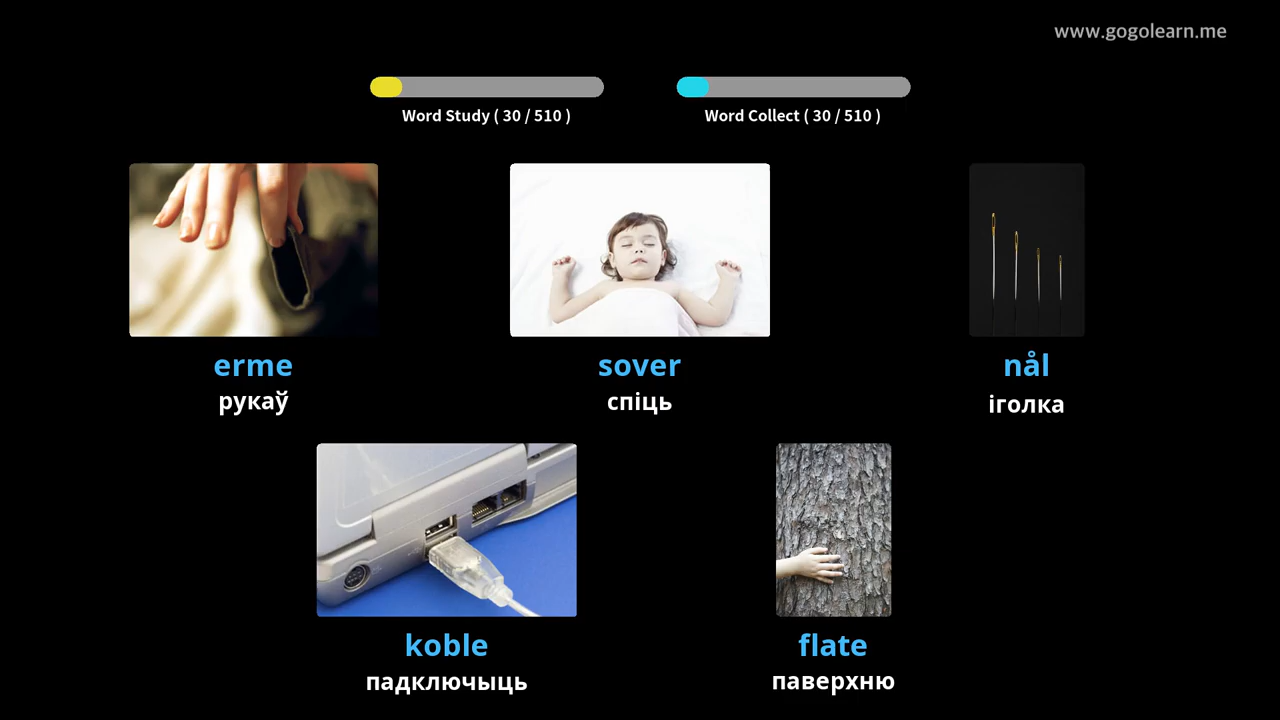 www.gogolearn.me
Word Study ( 30 / 510 )
Word Collect ( 30 / 510 )
erme
рукаў
sover
спіць
nål
іголка
koble
падключыць
flate
паверхню